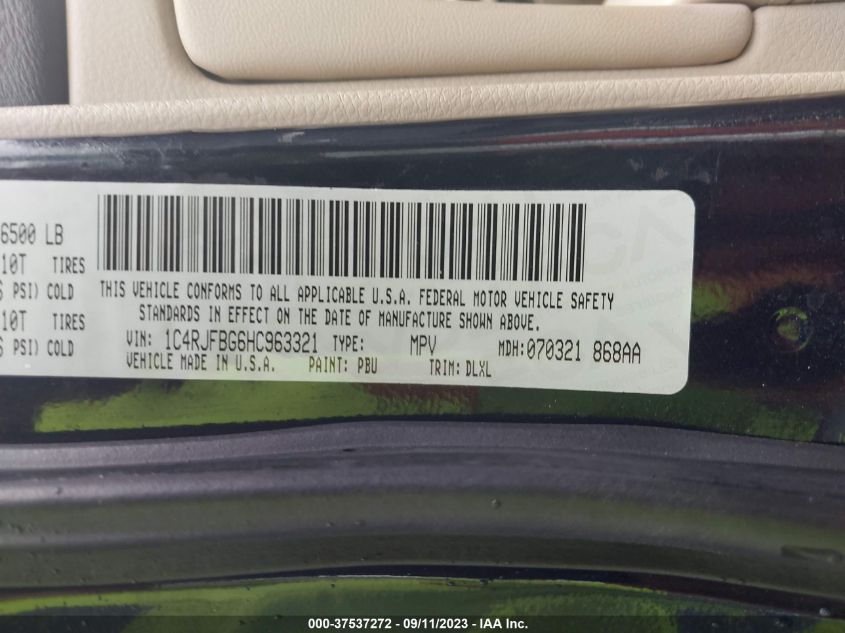 6500 LB
10T TIRES
PSI) COLD
10T TIRES
PSI) COLD
THIS VEHICLE CONFORMS TO ALL APPLICABLE U.S.A. FEDERAL MOTOR VEHICLE SAFETY
STANDARDS IN EFFECT ON THE DATE OF MANUFACTURE SHOWN ABOVE.
VIN: 1C4RJFBG6HC963321 TYPE: MPV MDH:070321 868AA
VEHICLE MADE IN U.S.A. PAINT: PBU TRIM: DLXL
000-37537272 - 09/11/2023 - IAA Inc.